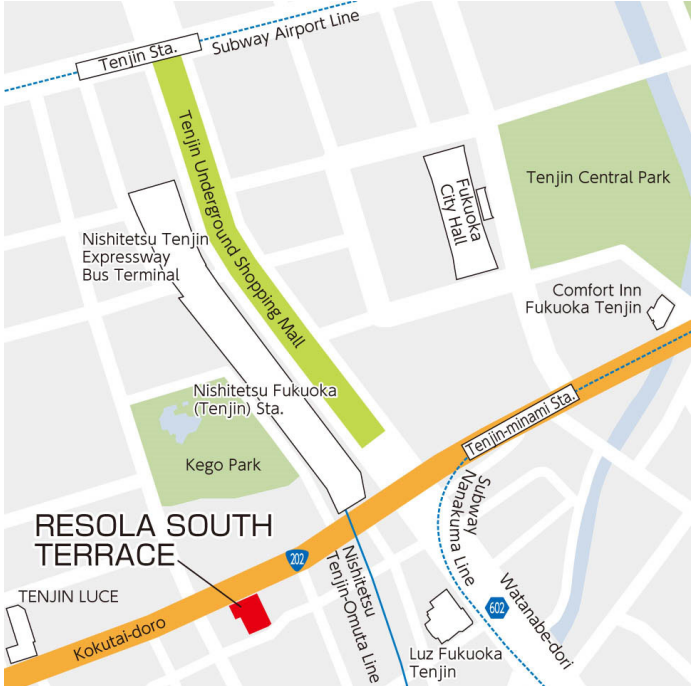 Tenjin Sta.
Subway Airport Line
Tenjin Underground Shopping Mall
Fukuoka
City Hall
Tenjin Central Park
Nishitetsu Tenjin
Expressway
Bus Terminal
Comfort Inn
Fukuoka Tenjin
Nishitetsu Fukuoka
(Tenjin) Sta.
Tenjin-minami Sta.
Kego Park
Subway
Nanakuma Line
RESOLA SOUTH
TERRACE
202
Nishitetsu
Tenjin-Omuta Line
TENJIN LUCE
Kokutai-doro
602
Watanabe-dori
Luz Fukuoka
Tenjin